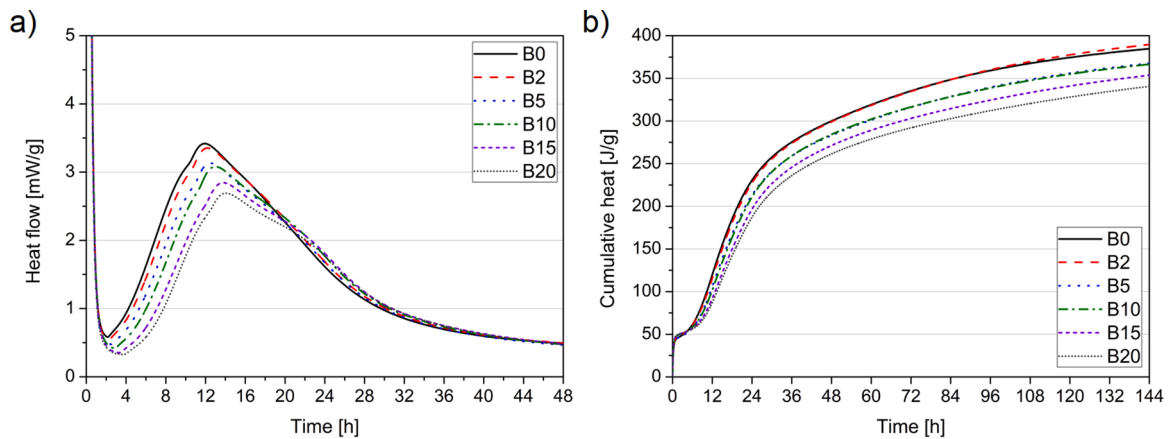 a)
Heat flow [mW/g]
5
4
3
2
1
0
0 4 8 12 16 20 24 28 32 36 40 44 48
Time [h]
B0
B2
B5
B10
B15
B20
b)
Cumulative heat [J/g]
400
350
300
250
200
150
100
50
0
0 12 24 36 48 60 72 84 96 108 120 132 144
Time [h]
B0
B2
B5
B10
B15
B20